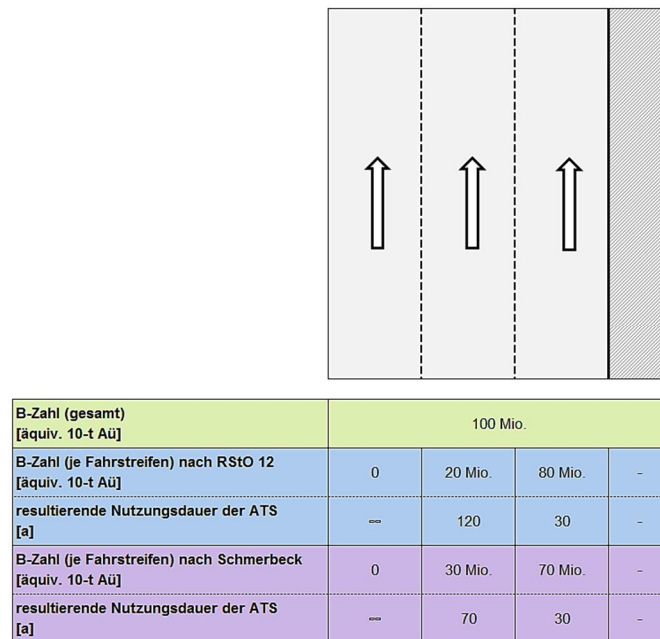 B-Zahl (gesamt)
[äquiv. 10-t Aü]
100 Mio.
B-Zahl (je Fahrstreifen) nach RStO 12
[äquiv. 10-t Aü]
0 20 Mio. 80 Mio. -
resultierende Nutzungsdauer der ATS
[a]
∞ 120 30 -
B-Zahl (je Fahrstreifen) nach Schmerbeck
[äquiv. 10-t Aü]
0 30 Mio. 70 Mio. -
resultierende Nutzungsdauer der ATS
[a]
∞ 70 30 -